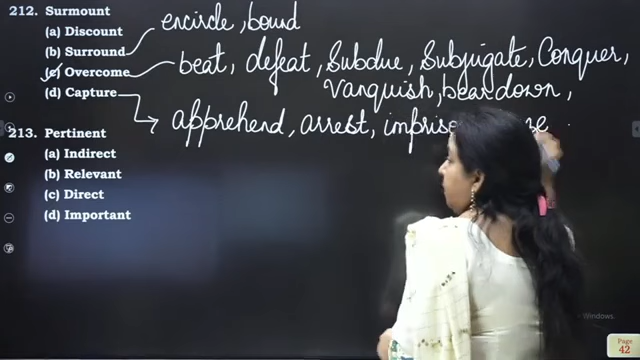 212. Surmount
(a) Discount
(b) Surround
(c) Overcome
(d) Capture
encircle, bound
beat, defeat, Subdue, Subjugate, Conquer,
Vanquish, bear down,
apprehend, arrest,
213. Pertinent
(a) Indirect
(b) Relevant
(c) Direct
(d) Important
Windows.
Page
42